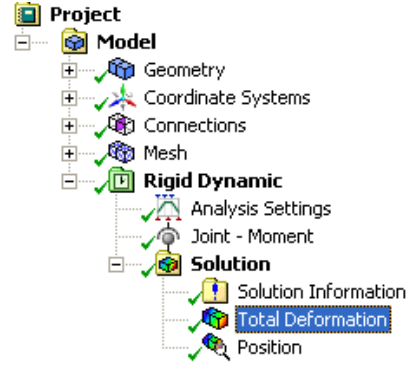 Project
Model
Geometry
Coordinate Systems
Connections
Mesh
Rigid Dynamic
Analysis Settings
Joint - Moment
Solution
Solution Information
Total Deformation
Position